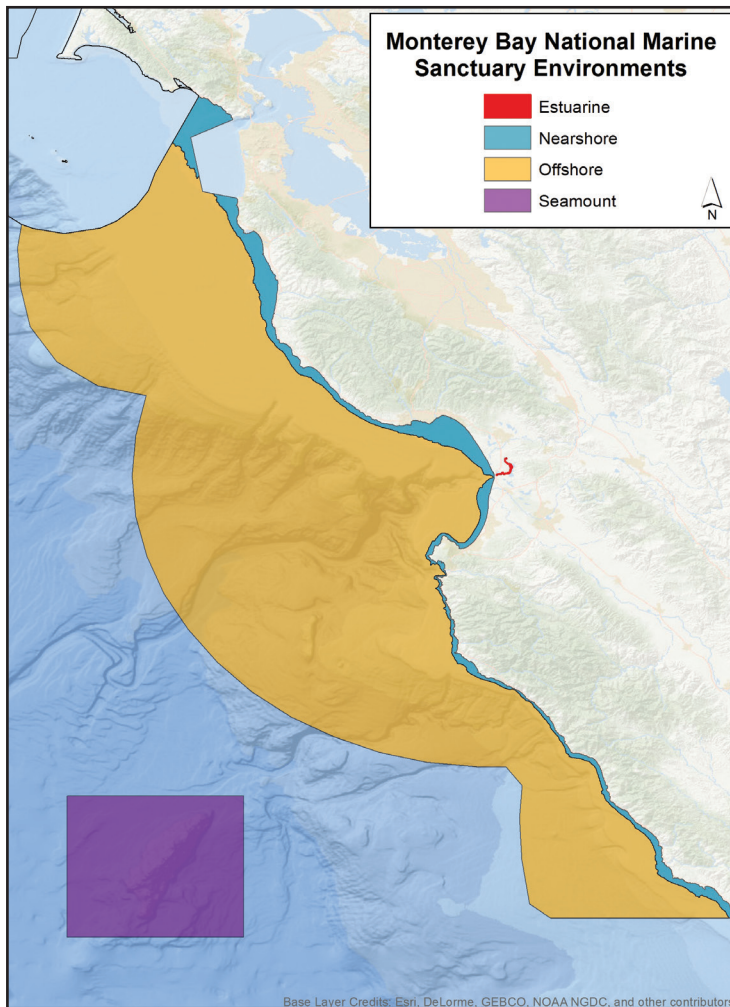 Monterey Bay National Marine
Sanctuary Environments
Estuarine
Nearshore
Offshore
Seamount
N
Base Layer Credits: Esri, DeLorme, GEBCO, NOAA NGDC, and other contributors